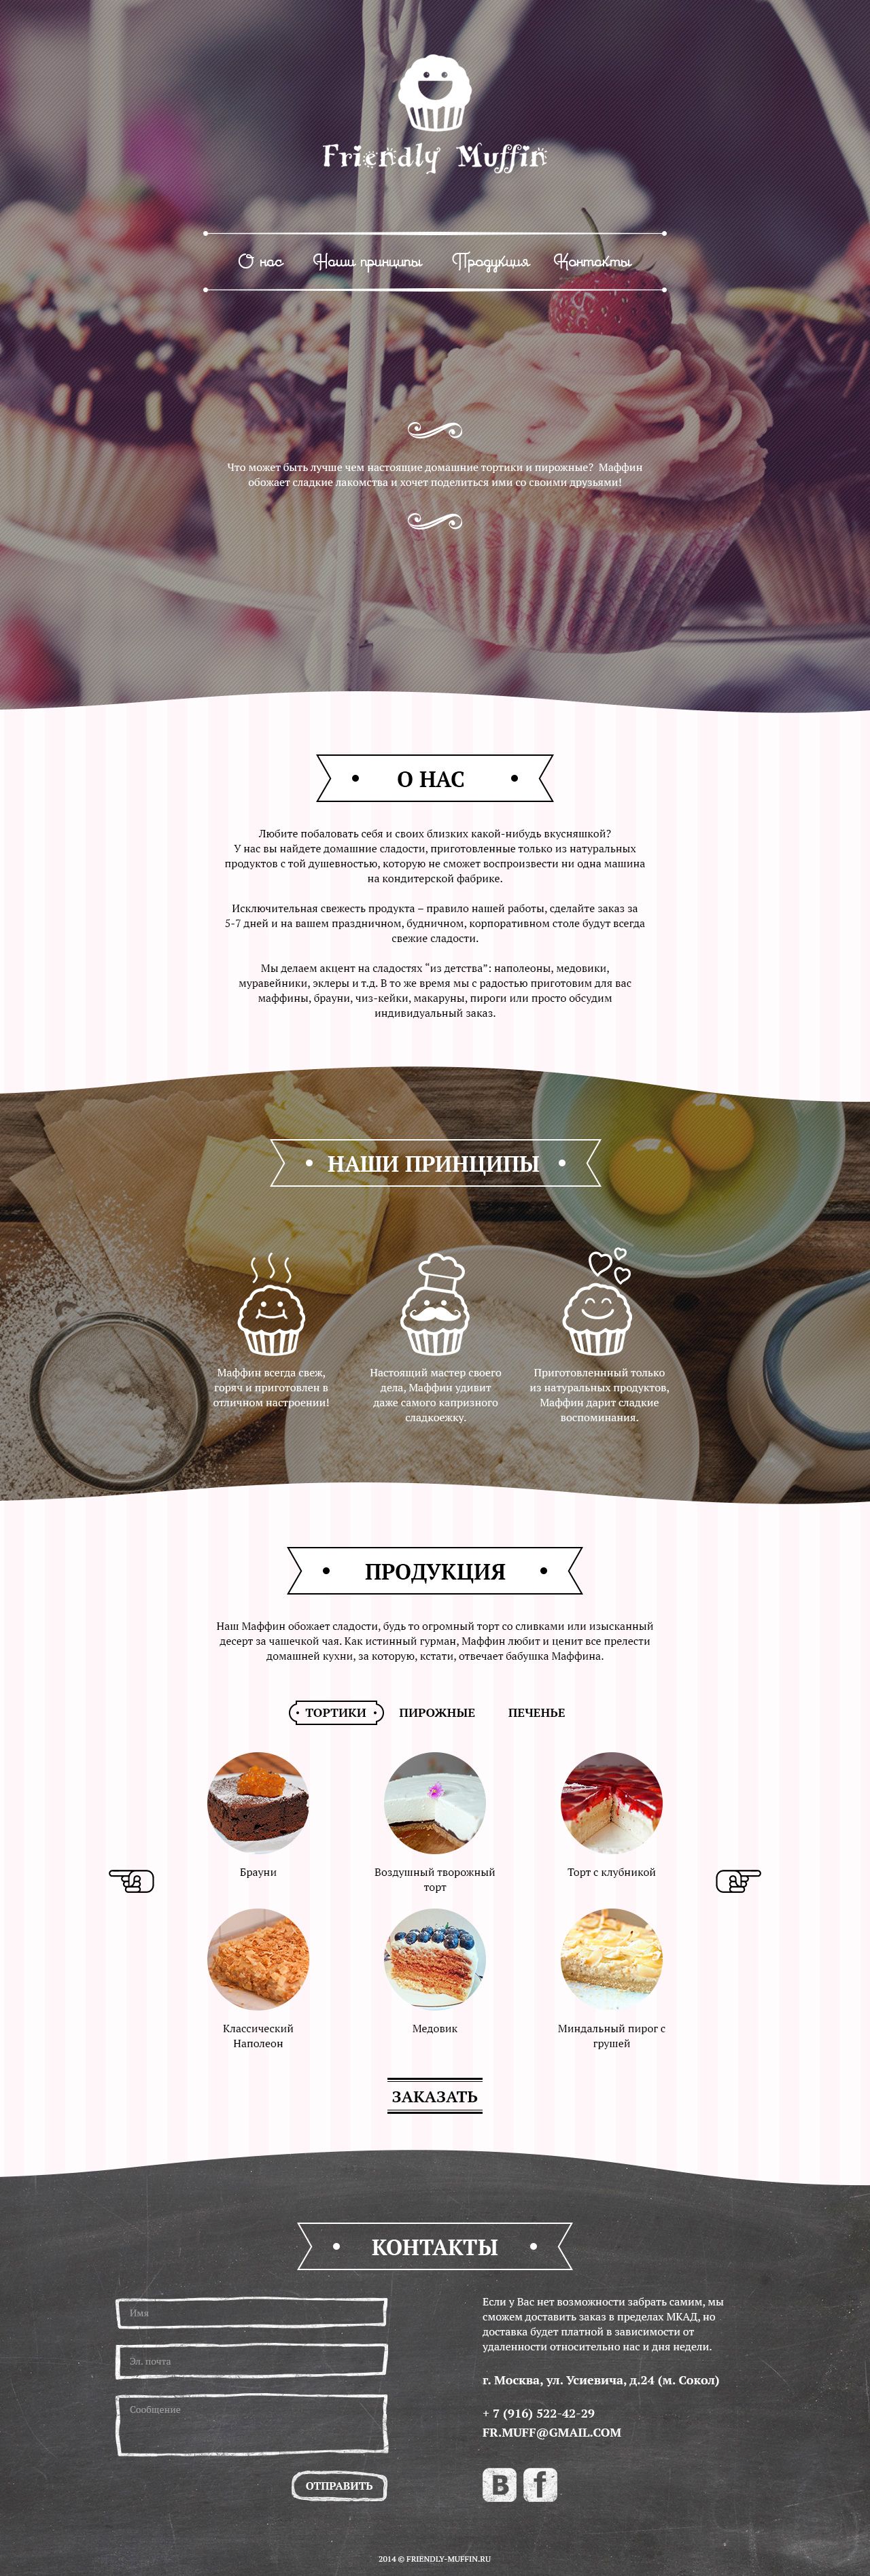 Friendly Muffin
О нас Наши принципы Продукция Контакты
Что может быть лучше чем настоящие домашние тортики и пирожные? Маффин
обожает сладкие лакомства и хочет поделиться ими со своими друзьями!
О НАС
Любите побаловать себя и своих близких какой-нибудь вкусняшкой?
У нас вы найдете домашние сладости, приготовленные только из натуральных
продуктов с той душевностью, которую не сможет воспроизвести ни одна машина
на кондитерской фабрике.
Исключительная свежесть продукта – правило нашей работы, сделайте заказ за
5-7 дней и на вашем праздничном, будничном, корпоративном столе будут всегда
свежие сладости.
Мы делаем акцент на сладостях “из детства”: наполеоны, медовики,
муравейники, эклеры и т.д. В то же время мы с радостью приготовим для вас
маффины, брауни, чиз-кейки, макаруны, пироги или просто обсудим
индивидуальный заказ.
НАШИ ПРИНЦИПЫ
Маффин всегда свеж,
горяч и приготовлен в
отличном настроении!
Настоящий мастер своего
дела, Маффин удивит
даже самого капризного
сладкоежку.
Приготовленнный только
из натуральных продуктов,
Маффин дарит сладкие
воспоминания.
ПРОДУКЦИЯ
Наш Маффин обожает сладости, будь то огромный торт со сливками или изысканный
десерт за чашечкой чая. Как истинный гурман, Маффин любит и ценит все прелести
домашней кухни, за которую, кстати, отвечает бабушка Маффина.
ТОРТИКИ ПИРОЖНЫЕ ПЕЧЕНЬЕ
Брауни
Воздушный творожный
торт
Торт с клубникой
Классический
Наполеон
Медовик
Миндальный пирог с
грушей
ЗАКАЗАТЬ
КОНТАКТЫ
Имя
Эл. почта
Сообщение
ОТПРАВИТЬ
Если у Вас нет возможности забрать самим, мы
сможем доставить заказ в пределах МКАД, но
доставка будет платной в зависимости от
удаленности относительно нас и дня недели.
г. Москва, ул. Усиевича, д.24 (м. Сокол)
+ 7 (916) 522-42-29
FR.MUFF@GMAIL.COM
В f
2014 © FRIENDLY-MUFFIN.RU